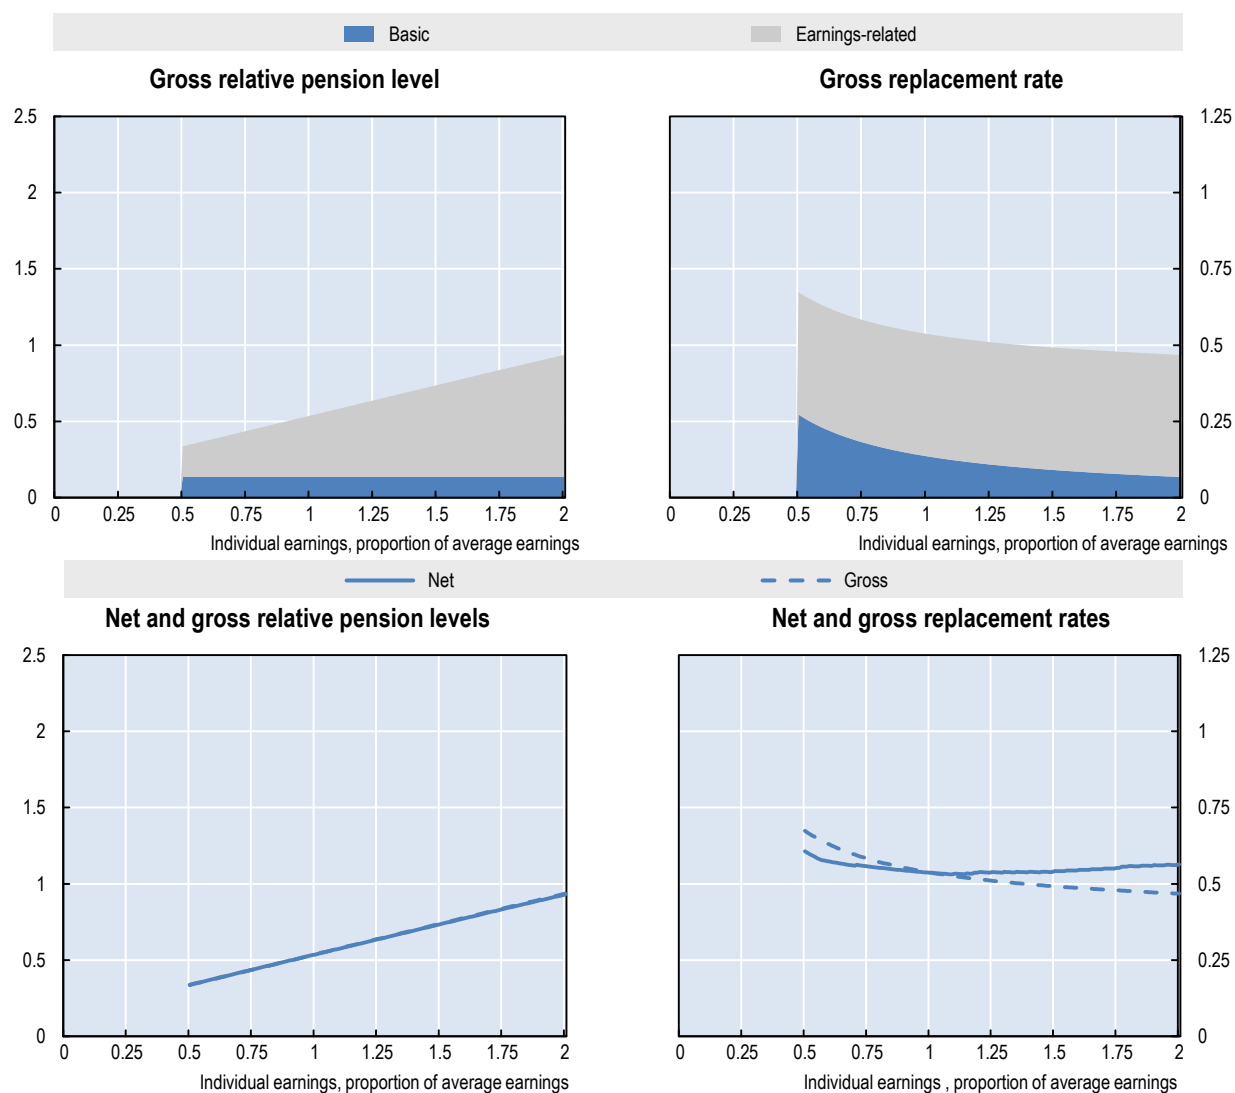 Basic Earnings-related
Gross relative pension level Gross replacement rate
2.5 1.25
2 1
1.5 0.75
1 0.5
0.5 0.25
0 0
0 0.25 0.5 0.75 1 1.25 1.5 1.75 2 0 0.25 0.5 0.75 1 1.25 1.5 1.75 2
Individual earnings, proportion of average earnings Individual earnings, proportion of average earnings
Net Gross
Net and gross relative pension levels Net and gross replacement rates
2.5 1.25
2 1
1.5 0.75
1 0.5
0.5 0.25
0 0
0 0.25 0.5 0.75 1 1.25 1.5 1.75 2 0 0.25 0.5 0.75 1 1.25 1.5 1.75 2
Individual earnings, proportion of average earnings Individual earnings , proportion of average earnings